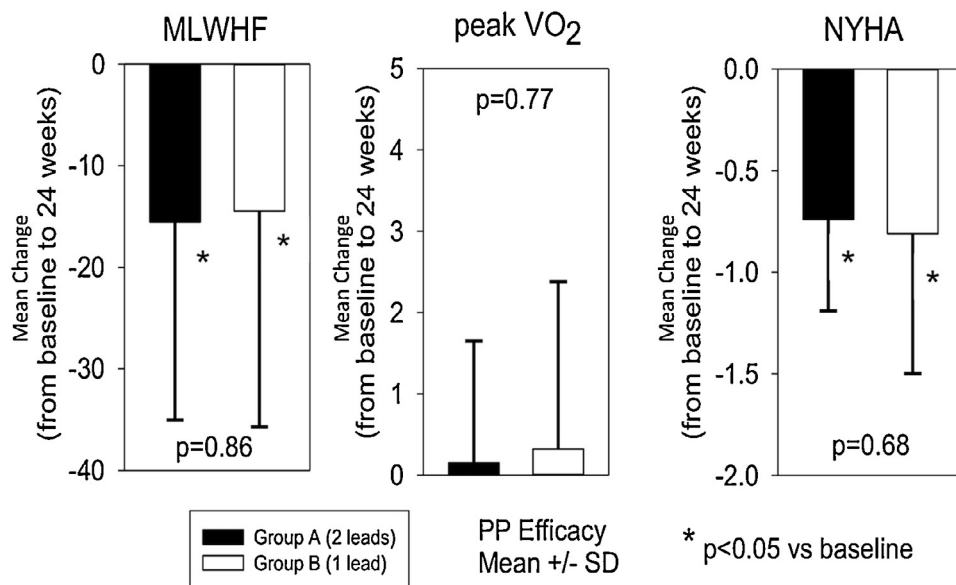 MLWHF
Mean Change
(from baseline to 24 weeks)
0
-10
-20
-30
-40
*
*
p=0.86
peak VO2
Mean Change
(from baseline to 24 weeks)
5
4
3
2
1
0
p=0.77
NYHA
Mean Change
(from baseline to 24 weeks)
0.0
-0.5
-1.0
-1.5
-2.0
*
*
p=0.68
Group A (2 leads)
Group B (1 lead)
PP Efficacy
Mean +/- SD
* p<0.05 vs baseline